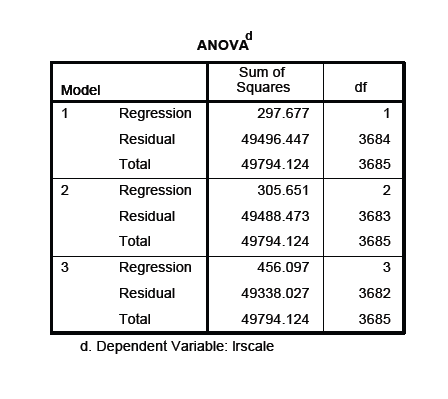 ANOVA d
Model Sum of Squares df
1 Regression 297.677 1
Residual 49496.447 3684
Total 49794.124 3685
2 Regression 305.651 2
Residual 49488.473 3683
Total 49794.124 3685
3 Regression 456.097 3
Residual 49338.027 3682
Total 49794.124 3685
d. Dependent Variable: lrscale